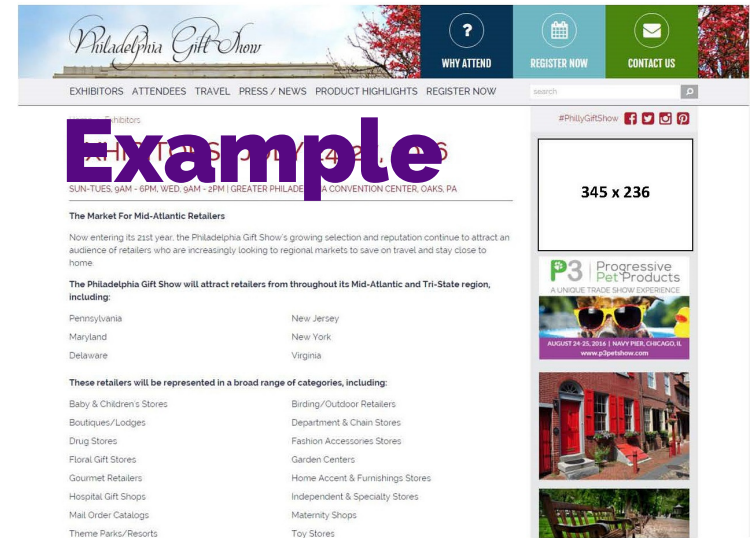 Philadelphia Gift Show
?
WHY ATTEND
REGISTER NOW
CONTACT US
EXHIBITORS ATTENDEES TRAVEL PRESS / NEWS PRODUCT HIGHLIGHTS REGISTER NOW
search
Exhibitors
#PhillyGiftShow
Example
SUN-TUES, 9AM - 6PM, WED, 9AM - 2PM | GREATER PHILADE A CONVENTION CENTER, OAKS, PA
345 x 236
The Market For Mid-Atlantic Retailers
Now entering its 21st year, the Philadelphia Gift Show's growing selection and reputation continue to attract an
audience of retailers who are increasingly looking to regional markets to save on travel and stay close to
home.
The Philadelphia Gift Show will attract retailers from throughout its Mid-Atlantic and Tri-State region,
including:
Pennsylvania
New Jersey
Maryland
New York
Delaware
Virginia
P3 Progressive
Pet Products
A UNIQUE TRADE SHOW EXPERIENCE
AUGUST 24-25, 2016 | NAVY PIER, CHICAGO, IL
www.p3petshow.com
These retailers will be represented in a broad range of categories, including:
Baby & Children's Stores
Birding/Outdoor Retailers
Boutiques/Lodges
Department & Chain Stores
Drug Stores
Fashion Accessories Stores
Floral Gift Stores
Garden Centers
Gourmet Retailers
Home Accent & Furnishings Stores
Hospital Gift Shops
Independent & Specialty Stores
Mail Order Catalogs
Maternity Shops
Theme Parks/Resorts
Toy Stores